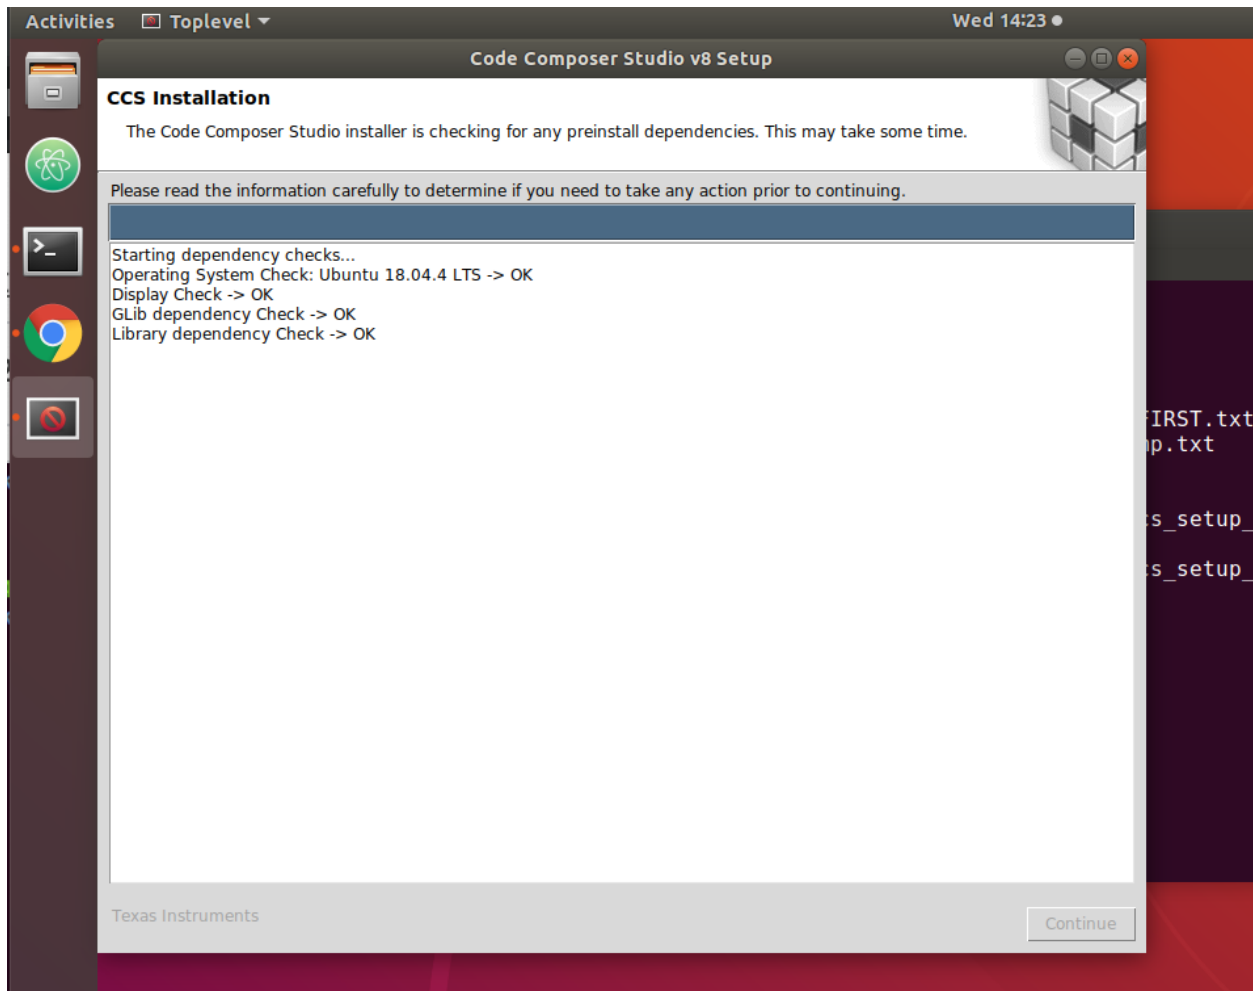 Activities Toplevel Wed 14:23
Code Composer Studio v8 Setup
CCS Installation
The Code Composer Studio installer is checking for any preinstall dependencies. This may take some time.
Please read the information carefully to determine if you need to take any action prior to continuing.
Starting dependency checks...
Operating System Check: Ubuntu 18.04.4 LTS -> OK
Display Check -> OK
GLib dependency Check -> OK
Library dependency Check -> OK
FIRST.txt
p.txt
s_setup_
s_setup_
Texas Instruments
Continue